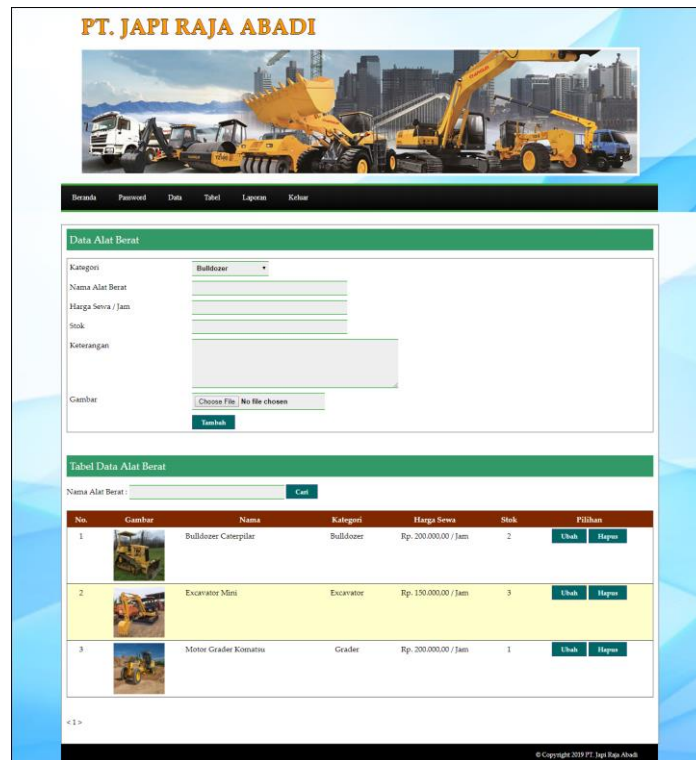 PT. JAPI RAJA ABADI
Beranda Password Data Tabel Laporan Keluar
Data Alat Berat
Kategori Bulldozer
Nama Alat Berat
Harga Sewa / Jam
Stok
Keterangan
Gambar Choose File No file chosen
Tambah
Tabel Data Alat Berat
Nama Alat Berat : Cari
No. Gambar Nama Kategori Harga Sewa Stok Pilihan
1 Bulldozer Caterpilar Bulldozer Rp. 200.000,00 / Jam 2 Ubah Hapus
2 Excavator Mini Excavator Rp. 150.000,00 / Jam 3 Ubah Hapus
3 Motor Grader Komatsu Grader Rp. 200.000,00 / Jam 1 Ubah Hapus
< 1 >
© Copyright 2019 PT. Japi Raja Abadi